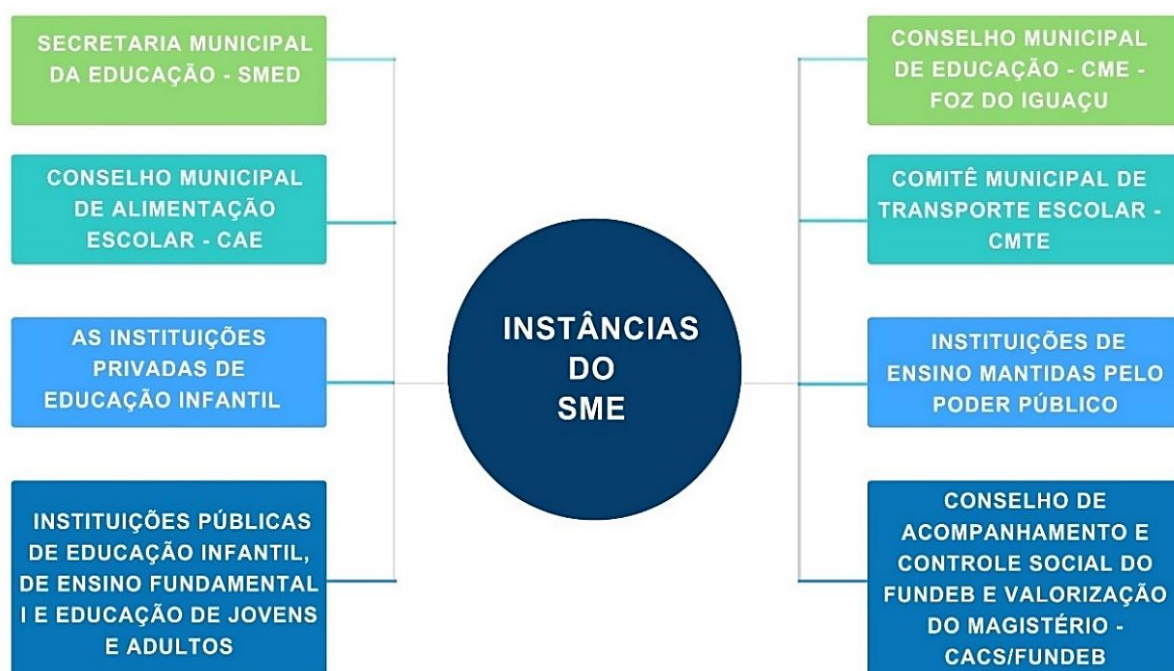 SECRETARIA MUNICIPAL
DA EDUCAÇÃO - SMED
CONSELHO MUNICIPAL
DE ALIMENTAÇÃO
ESCOLAR - CAE
AS INSTITUIÇÕES
PRIVADAS DE
EDUCAÇÃO INFANTIL
INSTITUIÇÕES PÚBLICAS
DE EDUCAÇÃO INFANTIL,
DE ENSINO FUNDAMENTAL
I E EDUCAÇÃO DE JOVENS
E ADULTOS
INSTÂNCIAS
DO
SME
CONSELHO MUNICIPAL
DE EDUCAÇÃO - CME -
FOZ DO IGUAÇU
COMITÊ MUNICIPAL DE
TRANSPORTE ESCOLAR -
CMTE
INSTITUIÇÕES DE
ENSINO MANTIDAS PELO
PODER PÚBLICO
CONSELHO DE
ACOMPANHAMENTO E
CONTROLE SOCIAL DO
FUNDEB E VALORIZAÇÃO
DO MAGISTÉRIO -
CACS/FUNDEB